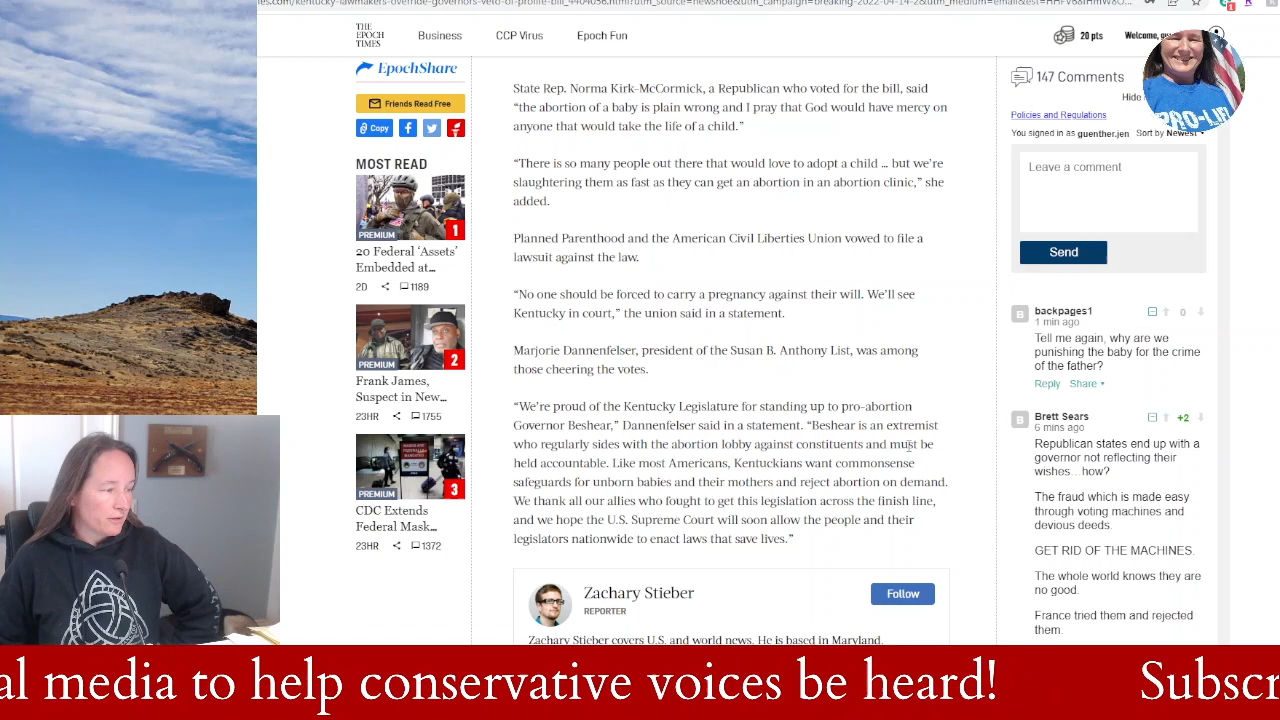 THE
EPOCH
TIMES
Business
CCP Virus
Epoch Fun
20 pts
EpochShare
Friends Read Free
Copy
MOST READ
PREMIUM
1
20 Federal ‘Assets’
Embedded at...
2D
1189
PREMIUM
2
Frank James,
Suspect in New...
23HR
1755
PREMIUM
3
CDC Extends
Federal Mask...
23HR
1372
State Rep. Norma Kirk-McCormick, a Republican who voted for the bill, said
“the abortion of a baby is plain wrong and I pray that God would have mercy on
anyone that would take the life of a child.”
“There is so many people out there that would love to adopt a child … but we’re
slaughtering them as fast as they can get an abortion in an abortion clinic,” she
added.
Planned Parenthood and the American Civil Liberties Union vowed to file a
lawsuit against the law.
“No one should be forced to carry a pregnancy against their will. We’ll see
Kentucky in court,” the union said in a statement.
Marjorie Dannenfelser, president of the Susan B. Anthony List, was among
those cheering the votes.
“We’re proud of the Kentucky Legislature for standing up to pro-abortion
Governor Beshear,” Dannenfelser said in a statement. “Beshear is an extremist
who regularly sides with the abortion lobby against constituents and must be
held accountable. Like most Americans, Kentuckians want commonsense
safeguards for unborn babies and their mothers and reject abortion on demand.
We thank all our allies who fought to get this legislation across the finish line,
and we hope the U.S. Supreme Court will soon allow the people and their
legislators nationwide to enact laws that save lives.”
Zachary Stieber
REPORTER
Follow
Zachary Stieber covers U.S. and world news. He is based in Maryland.
147 Comments
Hide
PRO-LI
Policies and Regulations
You signed in as guenther.jen
Sort by Newest
Leave a comment
Send
B
backpages1
0
1 min ago
Tell me again, why are we
punishing the baby for the crime
of the father?
Reply
Share
B
Brett Sears
+2
6 mins ago
Republican states end up with a
governor not reflecting their
wishes...how?
The fraud which is made easy
through voting machines and
devious deeds.
GET RID OF THE MACHINES.
The whole world knows they are
no good.
France tried them and rejected
them.
al media to help conservative voices be heard!
Subscr